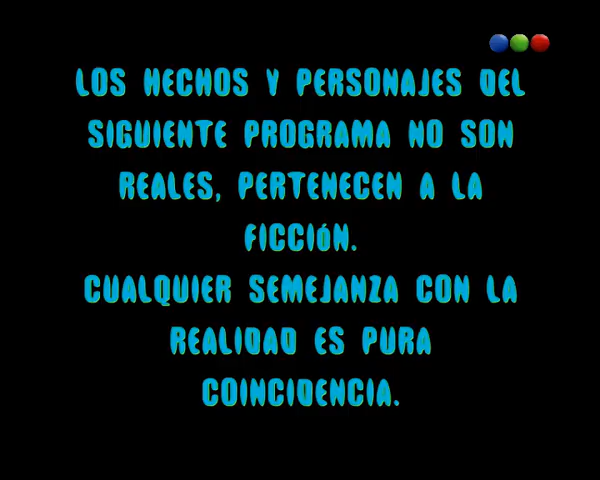 LOS HECHOS Y PERSONAJES DEL
SIGUIENTE PROGRAMA NO SON
REALES, PERTENECEN A LA
FICCIÓN.
CUALQUIER SEMEJANZA CON LA
REALIDAD ES PURA
COINCIDENCIA.